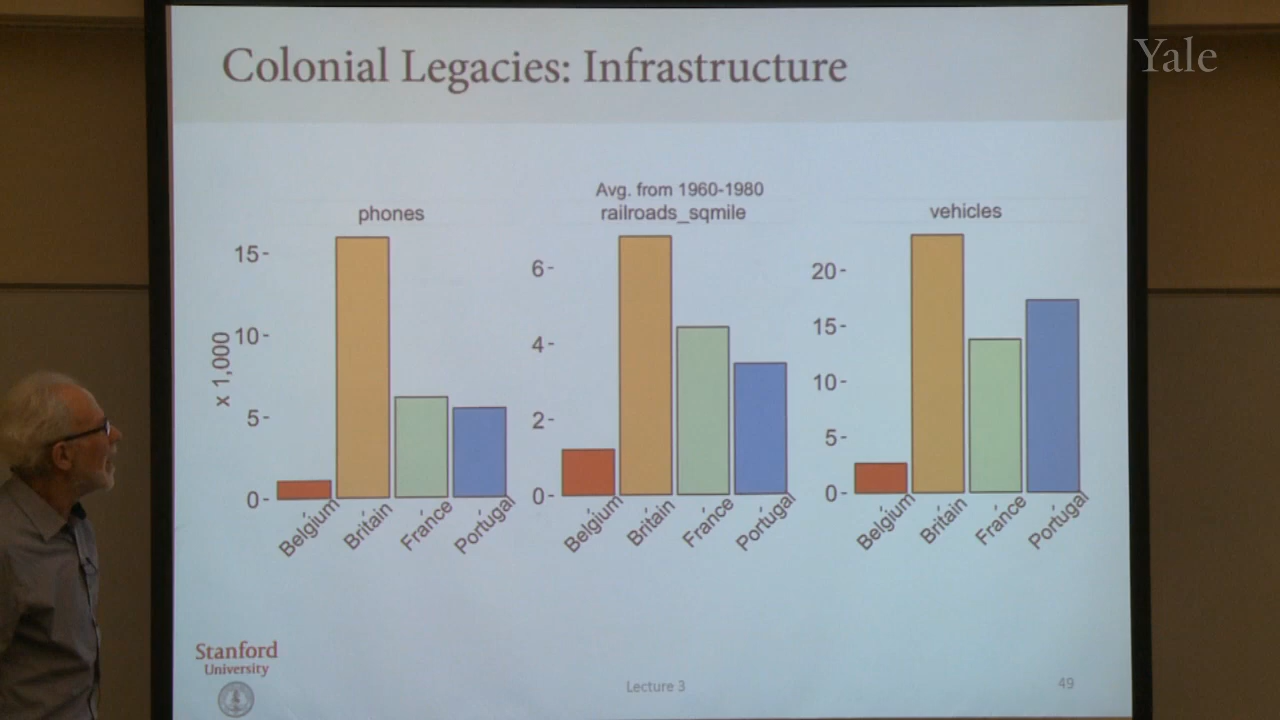 Colonial Legacies: Infrastructure
Yale
Avg. from 1960-1980
phones
railroads_sqmile
vehicles
x 1,000
15
10
5
0
Belgium
Britain
France
Portugal
6
4
2
0
Belgium
Britain
France
Portugal
20
15
10
5
0
Belgium
Britain
France
Portugal
Stanford
University
Lecture 3
49